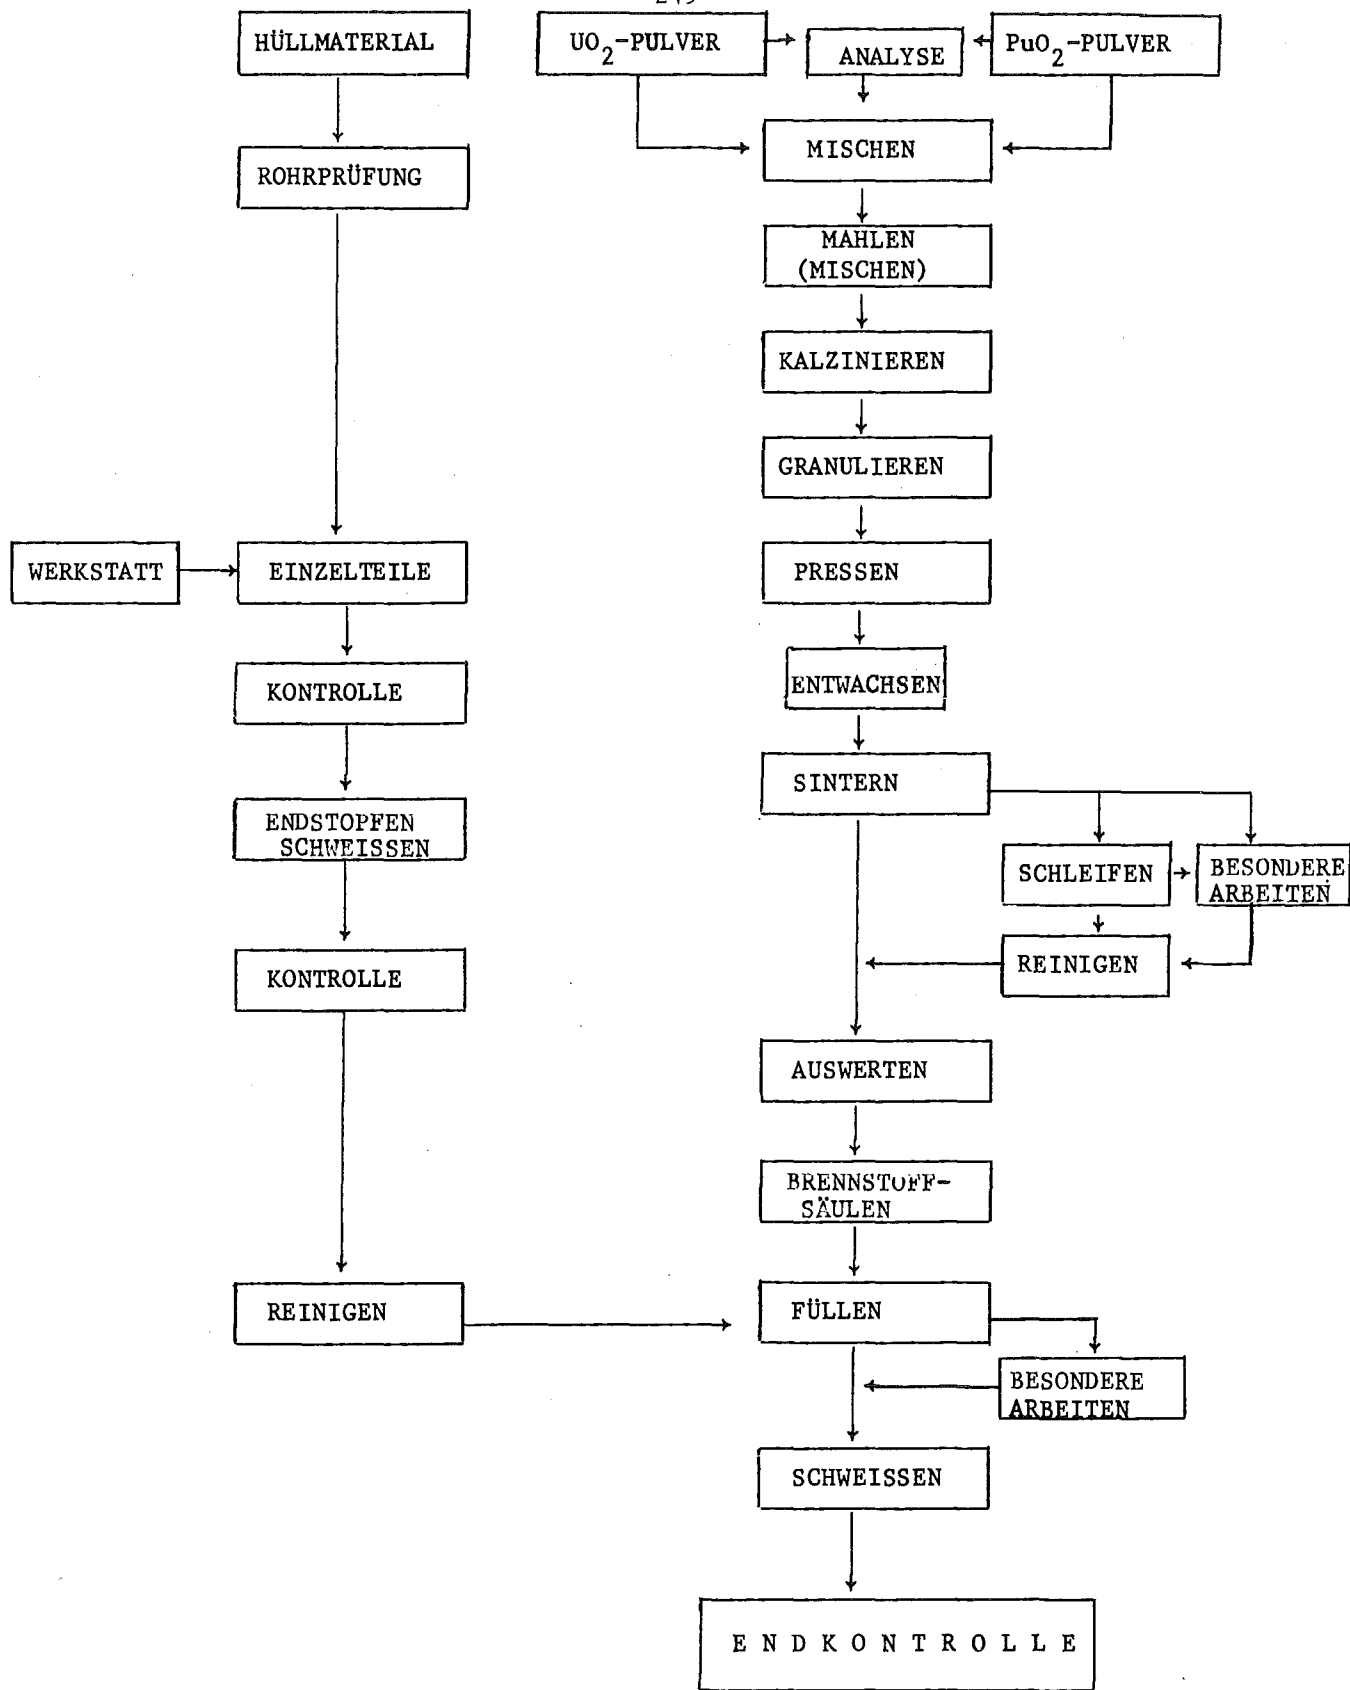 HÜLLMATERIAL
UO2-PULVER
ANALYSE
PuO2-PULVER
MISCHEN
ROHRPRÜFUNG
MAHLEN
(MISCHEN)
KALZINIEREN
GRANULIEREN
WERKSTATT
EINZELTEILE
PRESSEN
KONTROLLE
ENTWACHSEN
SINTERN
ENDSTOPFEN
SCHWEISSEN
SCHLEIFEN
BESONDERE
ARBEITEN
KONTROLLE
REINIGEN
AUSWERTEN
BRENNSTOFF-
SÄULEN
REINIGEN
FÜLLEN
BESONDERE
ARBEITEN
SCHWEISSEN
E N D K O N T R O L L E